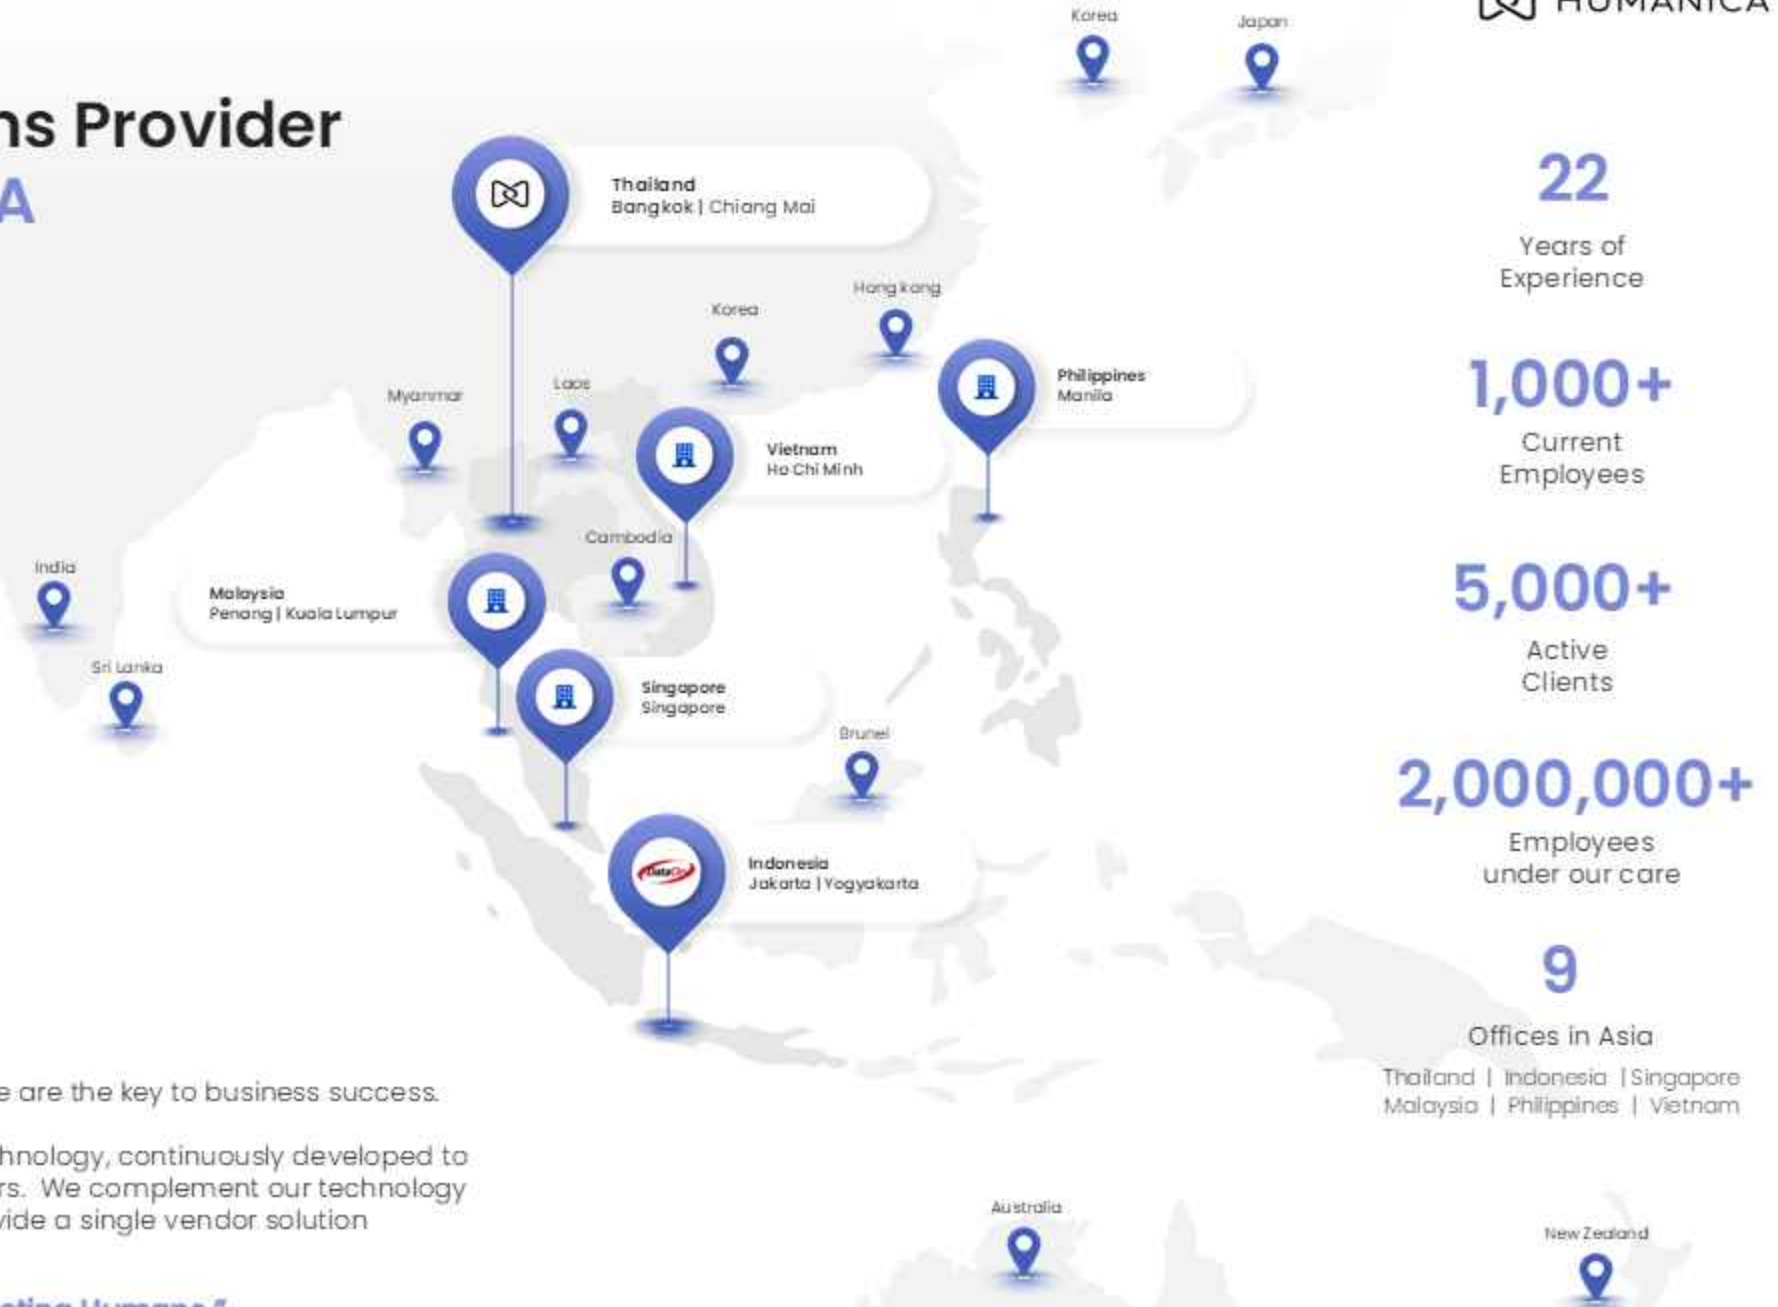 HUMANICA
Korea
Japan
ns Provider
A
Thailand
Bangkok | Chiang Mai
Hong kong
Korea
Philippines
Manila
Laos
Myanmar
Vietnam
Ho Chi Minh
Cambodia
India
Malaysia
Penang | Kuala Lumpur
Sri Lanka
Singapore
Singapore
Brunei
Indonesia
Jakarta | Yogyakarta
22
Years of
Experience
1,000+
Current
Employees
5,000+
Active
Clients
2,000,000+
Employees
under our care
9
Offices in Asia
Thailand | Indonesia | Singapore
Malaysia | Philippines | Vietnam
e are the key to business success.
hnology, continuously developed to
rs. We complement our technology
vide a single vendor solution
Australia
New Zealand